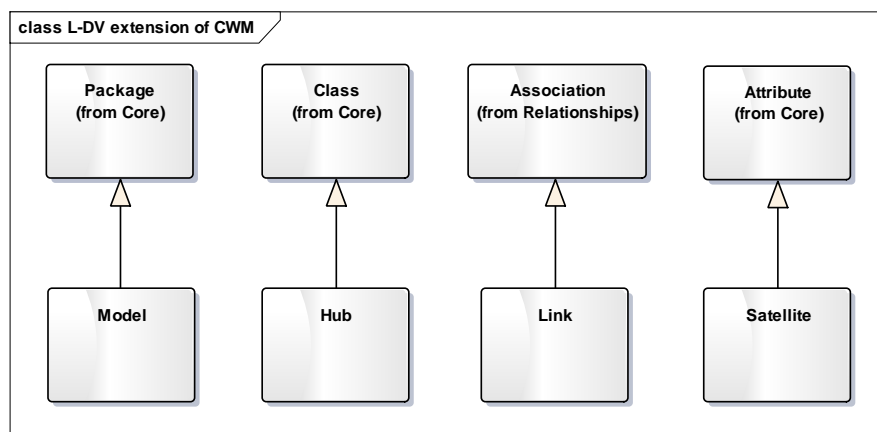 class L-DV extension of CWM
Package
(from Core)
Class
(from Core)
Association
(from Relationships)
Attribute
(from Core)
Model
Hub
Link
Satellite